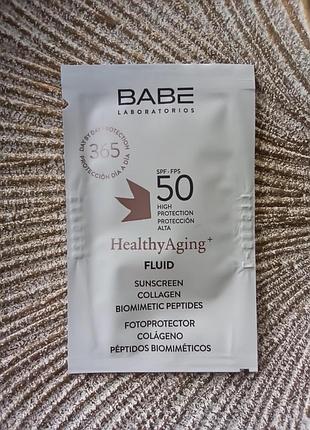 BABÉ
LABORATORIOS
DAY BY DAY PROTECTION
365
PROTECCIÓN DÍA A DÍA
SPF·FPS
50
HIGH
PROTECTION
PROTECCIÓN
ALTA
HealthyAging+
FLUID
SUNSCREEN
COLLAGEN
BIOMIMETIC PEPTIDES
FOTOPROTECTOR
COLÁGENO
PÉPTIDOS BIOMIMÉTICOS